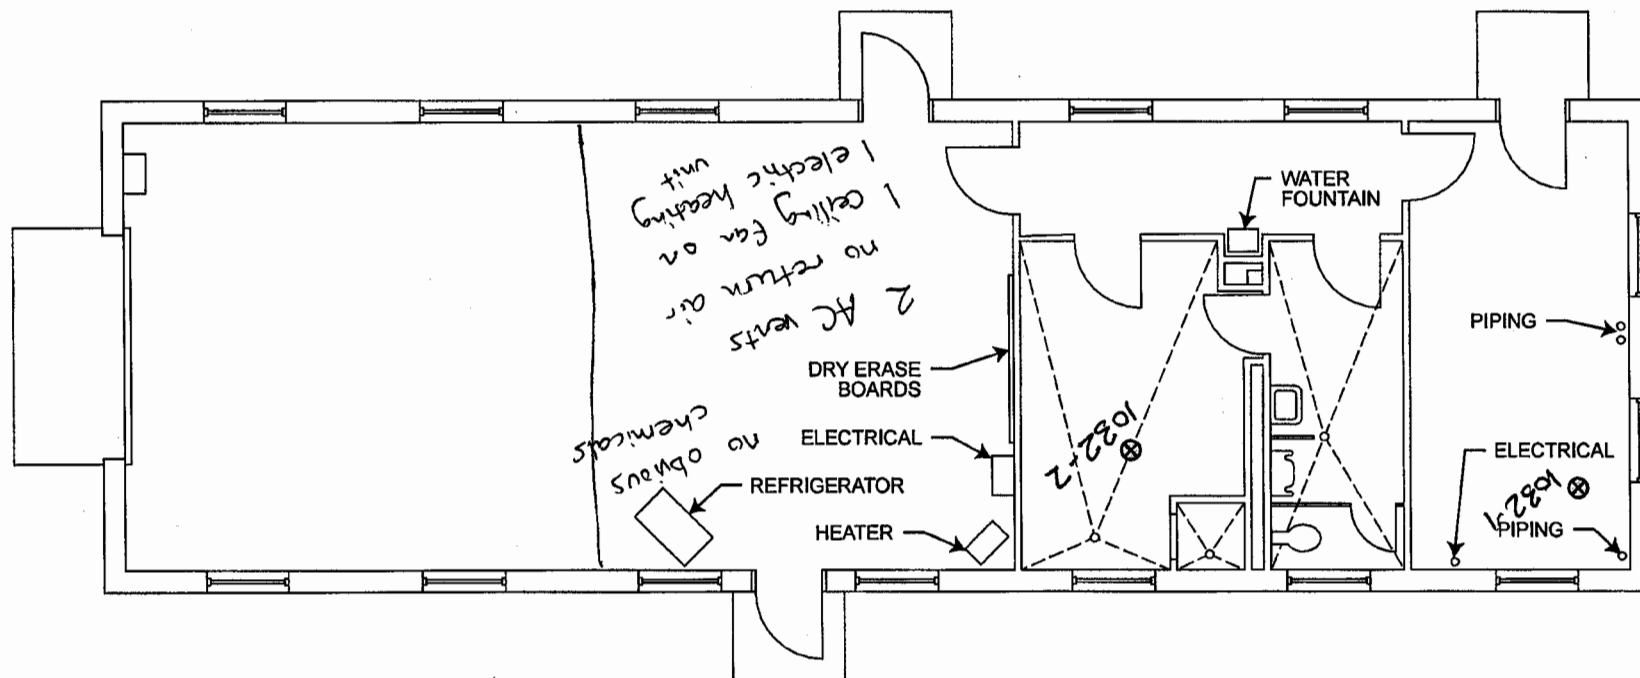 1 electric heating
unit
1 ceiling fan on
no return air
2 AC vents
no obvious
chemicals
DRY ERASE
BOARDS
ELECTRICAL
REFRIGERATOR
HEATER
WATER
FOUNTAIN
1032-2
PIPING
ELECTRICAL
1032-1
PIPING